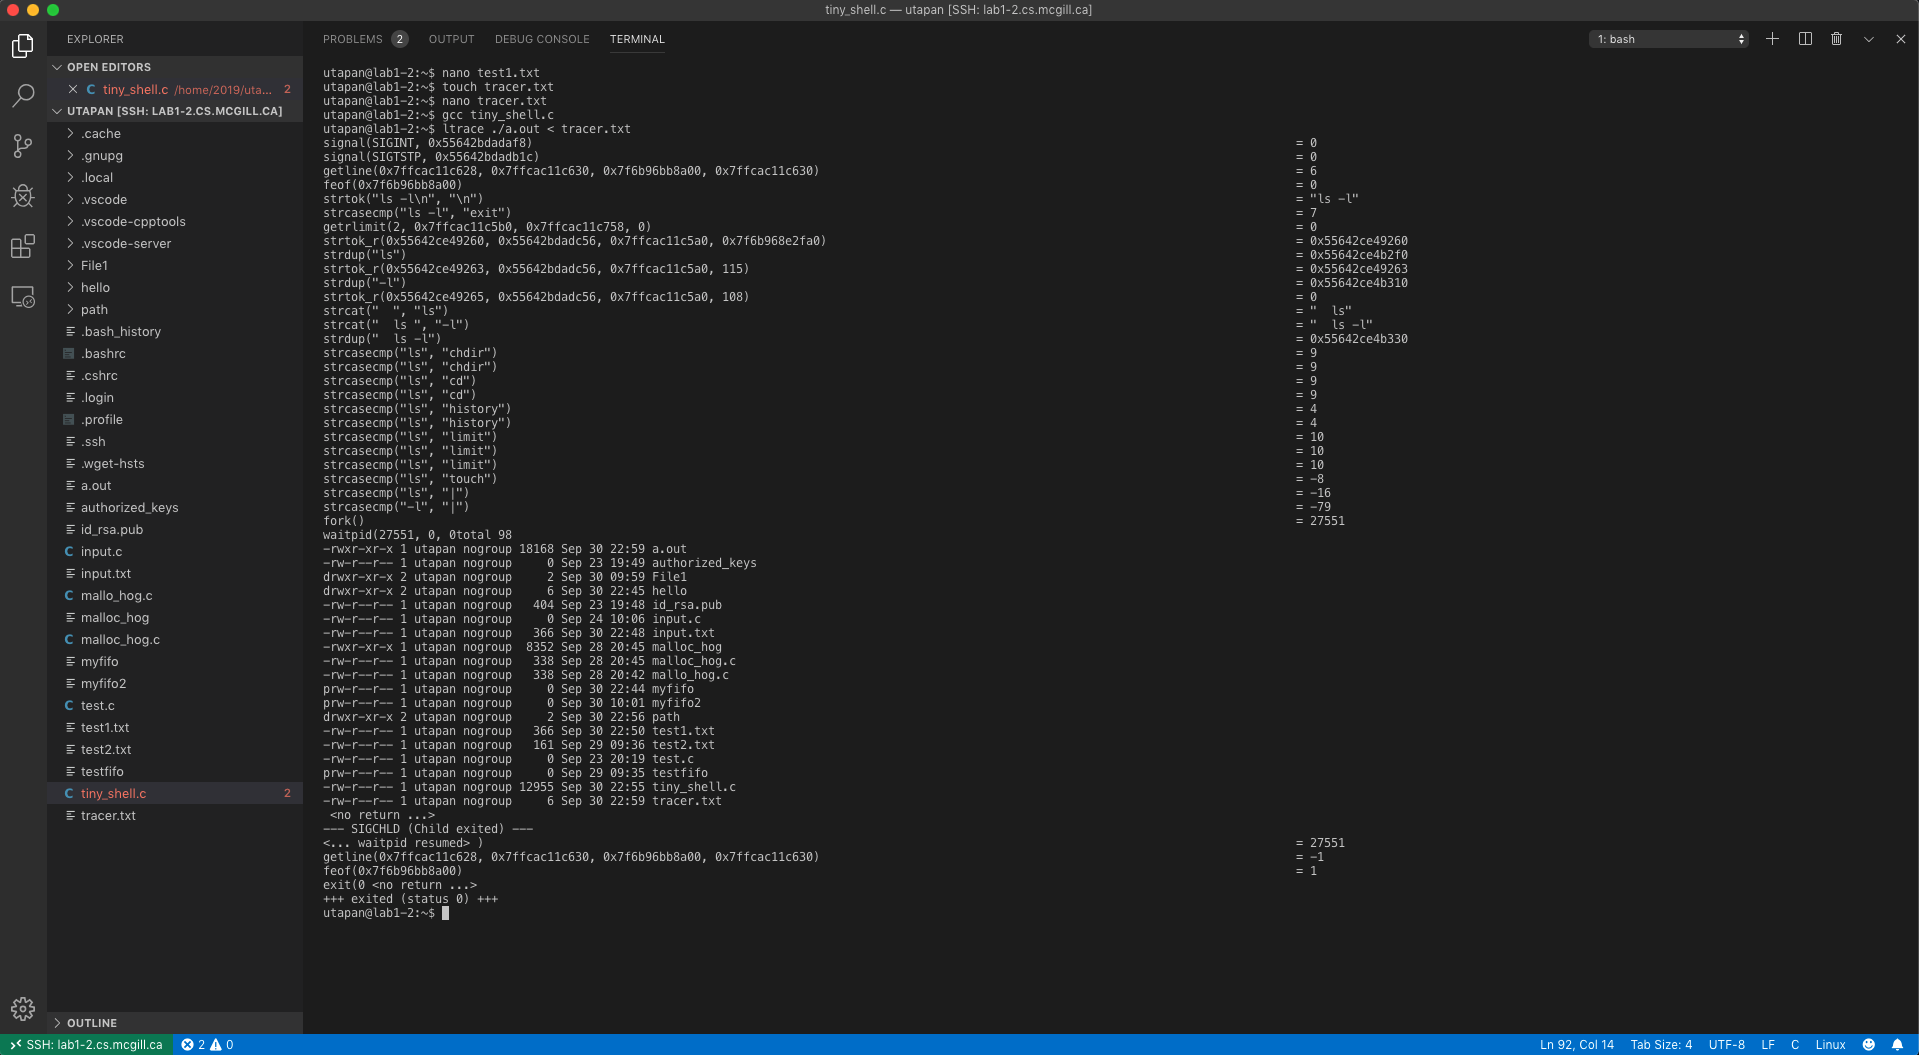 tiny_shell.c — utapan [SSH: lab1-2.cs.mcgill.ca]
EXPLORER
OPEN EDITORS
tiny_shell.c /home/2019/uta... 2
UTAPAN [SSH: LAB1-2.CS.MCGILL.CA]
.cache
.gnupg
.local
.vscode
.vscode-cpptools
.vscode-server
File1
hello
path
.bash_history
.bashrc
.cshrc
.login
.profile
.ssh
.wget-hsts
a.out
authorized_keys
id_rsa.pub
C input.c
input.txt
C mallo_hog.c
malloc_hog
C malloc_hog.c
myfifo
myfifo2
C test.c
test1.txt
test2.txt
testfifo
C tiny_shell.c 2
tracer.txt
OUTLINE
PROBLEMS 2 OUTPUT DEBUG CONSOLE TERMINAL
1: bash
utapan@lab1-2:~$ nano test1.txt
utapan@lab1-2:~$ touch tracer.txt
utapan@lab1-2:~$ nano tracer.txt
utapan@lab1-2:~$ gcc tiny_shell.c
utapan@lab1-2:~$ ltrace ./a.out < tracer.txt
signal(SIGINT, 0x55642bdadaf8) = 0
signal(SIGTSTP, 0x55642bdadb1c) = 0
getline(0x7ffcac11c628, 0x7ffcac11c630, 0x7f6b96bb8a00, 0x7ffcac11c630) = 6
feof(0x7f6b96bb8a00) = 0
strtok("ls -l\n", "\n") = "ls -l"
strcasecmp("ls -l", "exit") = 7
getrlimit(2, 0x7ffcac11c5b0, 0x7ffcac11c758, 0) = 0
strtok_r(0x55642ce49260, 0x55642bdadc56, 0x7ffcac11c5a0, 0x7f6b968e2fa0) = 0x55642ce49260
strdup("ls") = 0x55642ce4b2f0
strtok_r(0x55642ce49263, 0x55642bdadc56, 0x7ffcac11c5a0, 115) = 0x55642ce49263
strdup("-l") = 0x55642ce4b310
strtok_r(0x55642ce49265, 0x55642bdadc56, 0x7ffcac11c5a0, 108) = 0
strcat("  ", "ls") = "  ls"
strcat("  ls ", "-l") = "  ls -l"
strdup("  ls -l") = 0x55642ce4b330
strcasecmp("ls", "chdir") = 9
strcasecmp("ls", "chdir") = 9
strcasecmp("ls", "cd") = 9
strcasecmp("ls", "cd") = 9
strcasecmp("ls", "history") = 4
strcasecmp("ls", "history") = 4
strcasecmp("ls", "limit") = 10
strcasecmp("ls", "limit") = 10
strcasecmp("ls", "limit") = 10
strcasecmp("ls", "touch") = -8
strcasecmp("ls", "|") = -16
strcasecmp("-l", "|") = -79
fork() = 27551
waitpid(27551, 0, 0total 98
-rwxr-xr-x 1 utapan nogroup 18168 Sep 30 22:59 a.out
-rw-r--r-- 1 utapan nogroup     0 Sep 23 19:49 authorized_keys
drwxr-xr-x 2 utapan nogroup     2 Sep 30 09:59 File1
drwxr-xr-x 2 utapan nogroup     6 Sep 30 22:45 hello
-rw-r--r-- 1 utapan nogroup   404 Sep 23 19:48 id_rsa.pub
-rw-r--r-- 1 utapan nogroup     0 Sep 24 10:06 input.c
-rw-r--r-- 1 utapan nogroup   366 Sep 30 22:48 input.txt
-rwxr-xr-x 1 utapan nogroup  8352 Sep 28 20:45 malloc_hog
-rw-r--r-- 1 utapan nogroup   338 Sep 28 20:45 malloc_hog.c
-rw-r--r-- 1 utapan nogroup   338 Sep 28 20:42 mallo_hog.c
prw-r--r-- 1 utapan nogroup     0 Sep 30 22:44 myfifo
prw-r--r-- 1 utapan nogroup     0 Sep 30 10:01 myfifo2
drwxr-xr-x 2 utapan nogroup     2 Sep 30 22:56 path
-rw-r--r-- 1 utapan nogroup   366 Sep 30 22:50 test1.txt
-rw-r--r-- 1 utapan nogroup   161 Sep 29 09:36 test2.txt
-rw-r--r-- 1 utapan nogroup     0 Sep 23 20:19 test.c
prw-r--r-- 1 utapan nogroup     0 Sep 29 09:35 testfifo
-rw-r--r-- 1 utapan nogroup 12955 Sep 30 22:55 tiny_shell.c
-rw-r--r-- 1 utapan nogroup     6 Sep 30 22:59 tracer.txt
 <no return ...>
--- SIGCHLD (Child exited) ---
<... waitpid resumed> ) = 27551
getline(0x7ffcac11c628, 0x7ffcac11c630, 0x7f6b96bb8a00, 0x7ffcac11c630) = -1
feof(0x7f6b96bb8a00) = 1
exit(0 <no return ...>
+++ exited (status 0) +++
utapan@lab1-2:~$
SSH: lab1-2.cs.mcgill.ca 2 0 Ln 92, Col 14 Tab Size: 4 UTF-8 LF C Linux